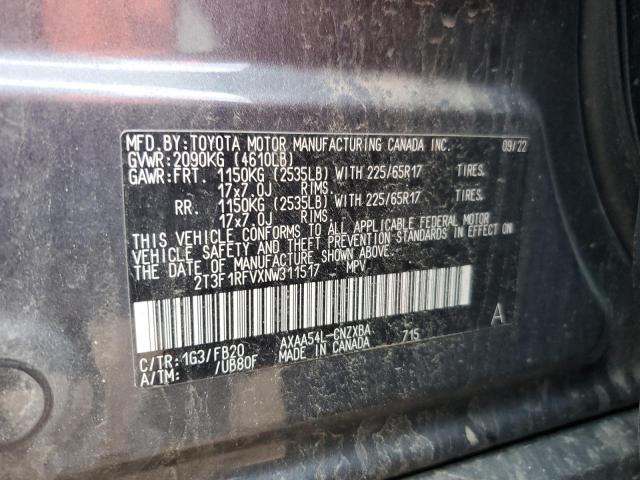 MFD.BY:TOYOTA MOTOR MANUFACTURING CANADA INC. 09/22
GVWR:2090KG (4610LB)
GAWR:FRT. 1150KG (2535LB) WITH 225/65R17 TIRES.
17x7.0J RIMS.
RR. 1150KG (2535LB) WITH 225/65R17 TIRES.
17x7.0J RIMS
THIS VEHICLE CONFORMS TO ALL APPLICABLE FEDERAL MOTOR
VEHICLE SAFETY AND THEFT PREVENTION STANDARDS IN EFFECT ON
THE DATE OF MANUFACTURE SHOWN ABOVE.
2T3F1RFVXNW311517 MPV
C/TR:1G3/FB20 AXAA54L-CNZXBA 715 A
A/TM: /UB80F MADE IN CANADA